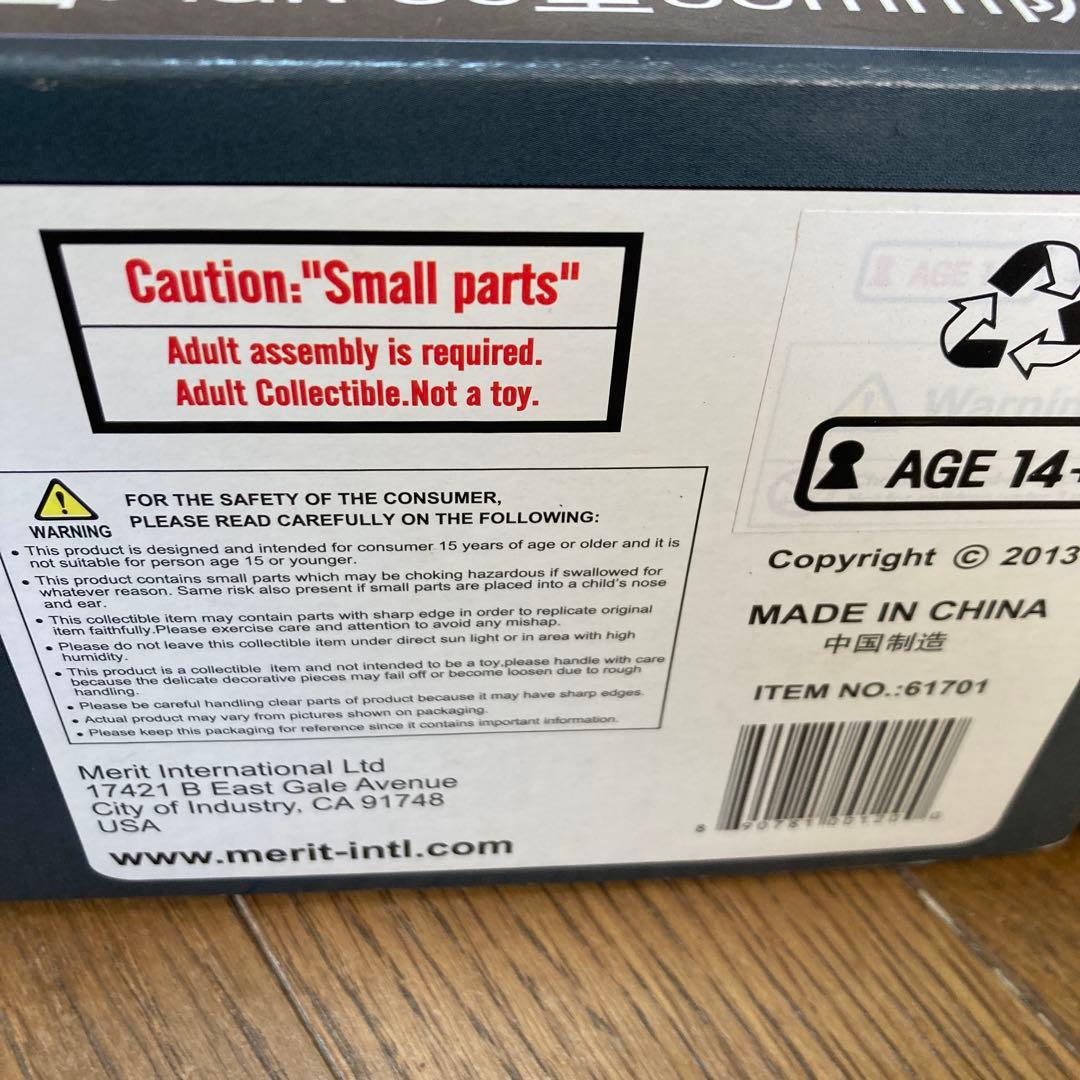 Caution:"Small parts"
Adult assembly is required.
Adult Collectible.Not a toy.
WARNING
FOR THE SAFETY OF THE CONSUMER,
PLEASE READ CAREFULLY ON THE FOLLOWING:
• This product is designed and intended for consumer 15 years of age or older and it is
not suitable for person age 15 or younger.
• This product contains small parts which may be choking hazardous if swallowed for
whatever reason. Same risk also present if small parts are placed into a child's nose
and ear.
• This collectible item may contain parts with sharp edge in order to replicate original
item faithfully.Please exercise care and attention to avoid any mishap.
• Please do not leave this collectible item under direct sun light or in area with high
humidity.
• This product is a collectible item and not intended to be a toy,please handle with care
because the delicate decorative pieces may fall off or become loosen due to rough
handling.
• Please be careful handling clear parts of product because it may have sharp edges.
• Actual product may vary from pictures shown on packaging.
• Please keep this packaging for reference since it contains important information.
Merit International Ltd
17421 B East Gale Avenue
City of Industry, CA 91748
USA
www.merit-intl.com
AGE
Warnin
AGE 14+
Copyright © 2013
MADE IN CHINA
中国制造
ITEM NO.:61701